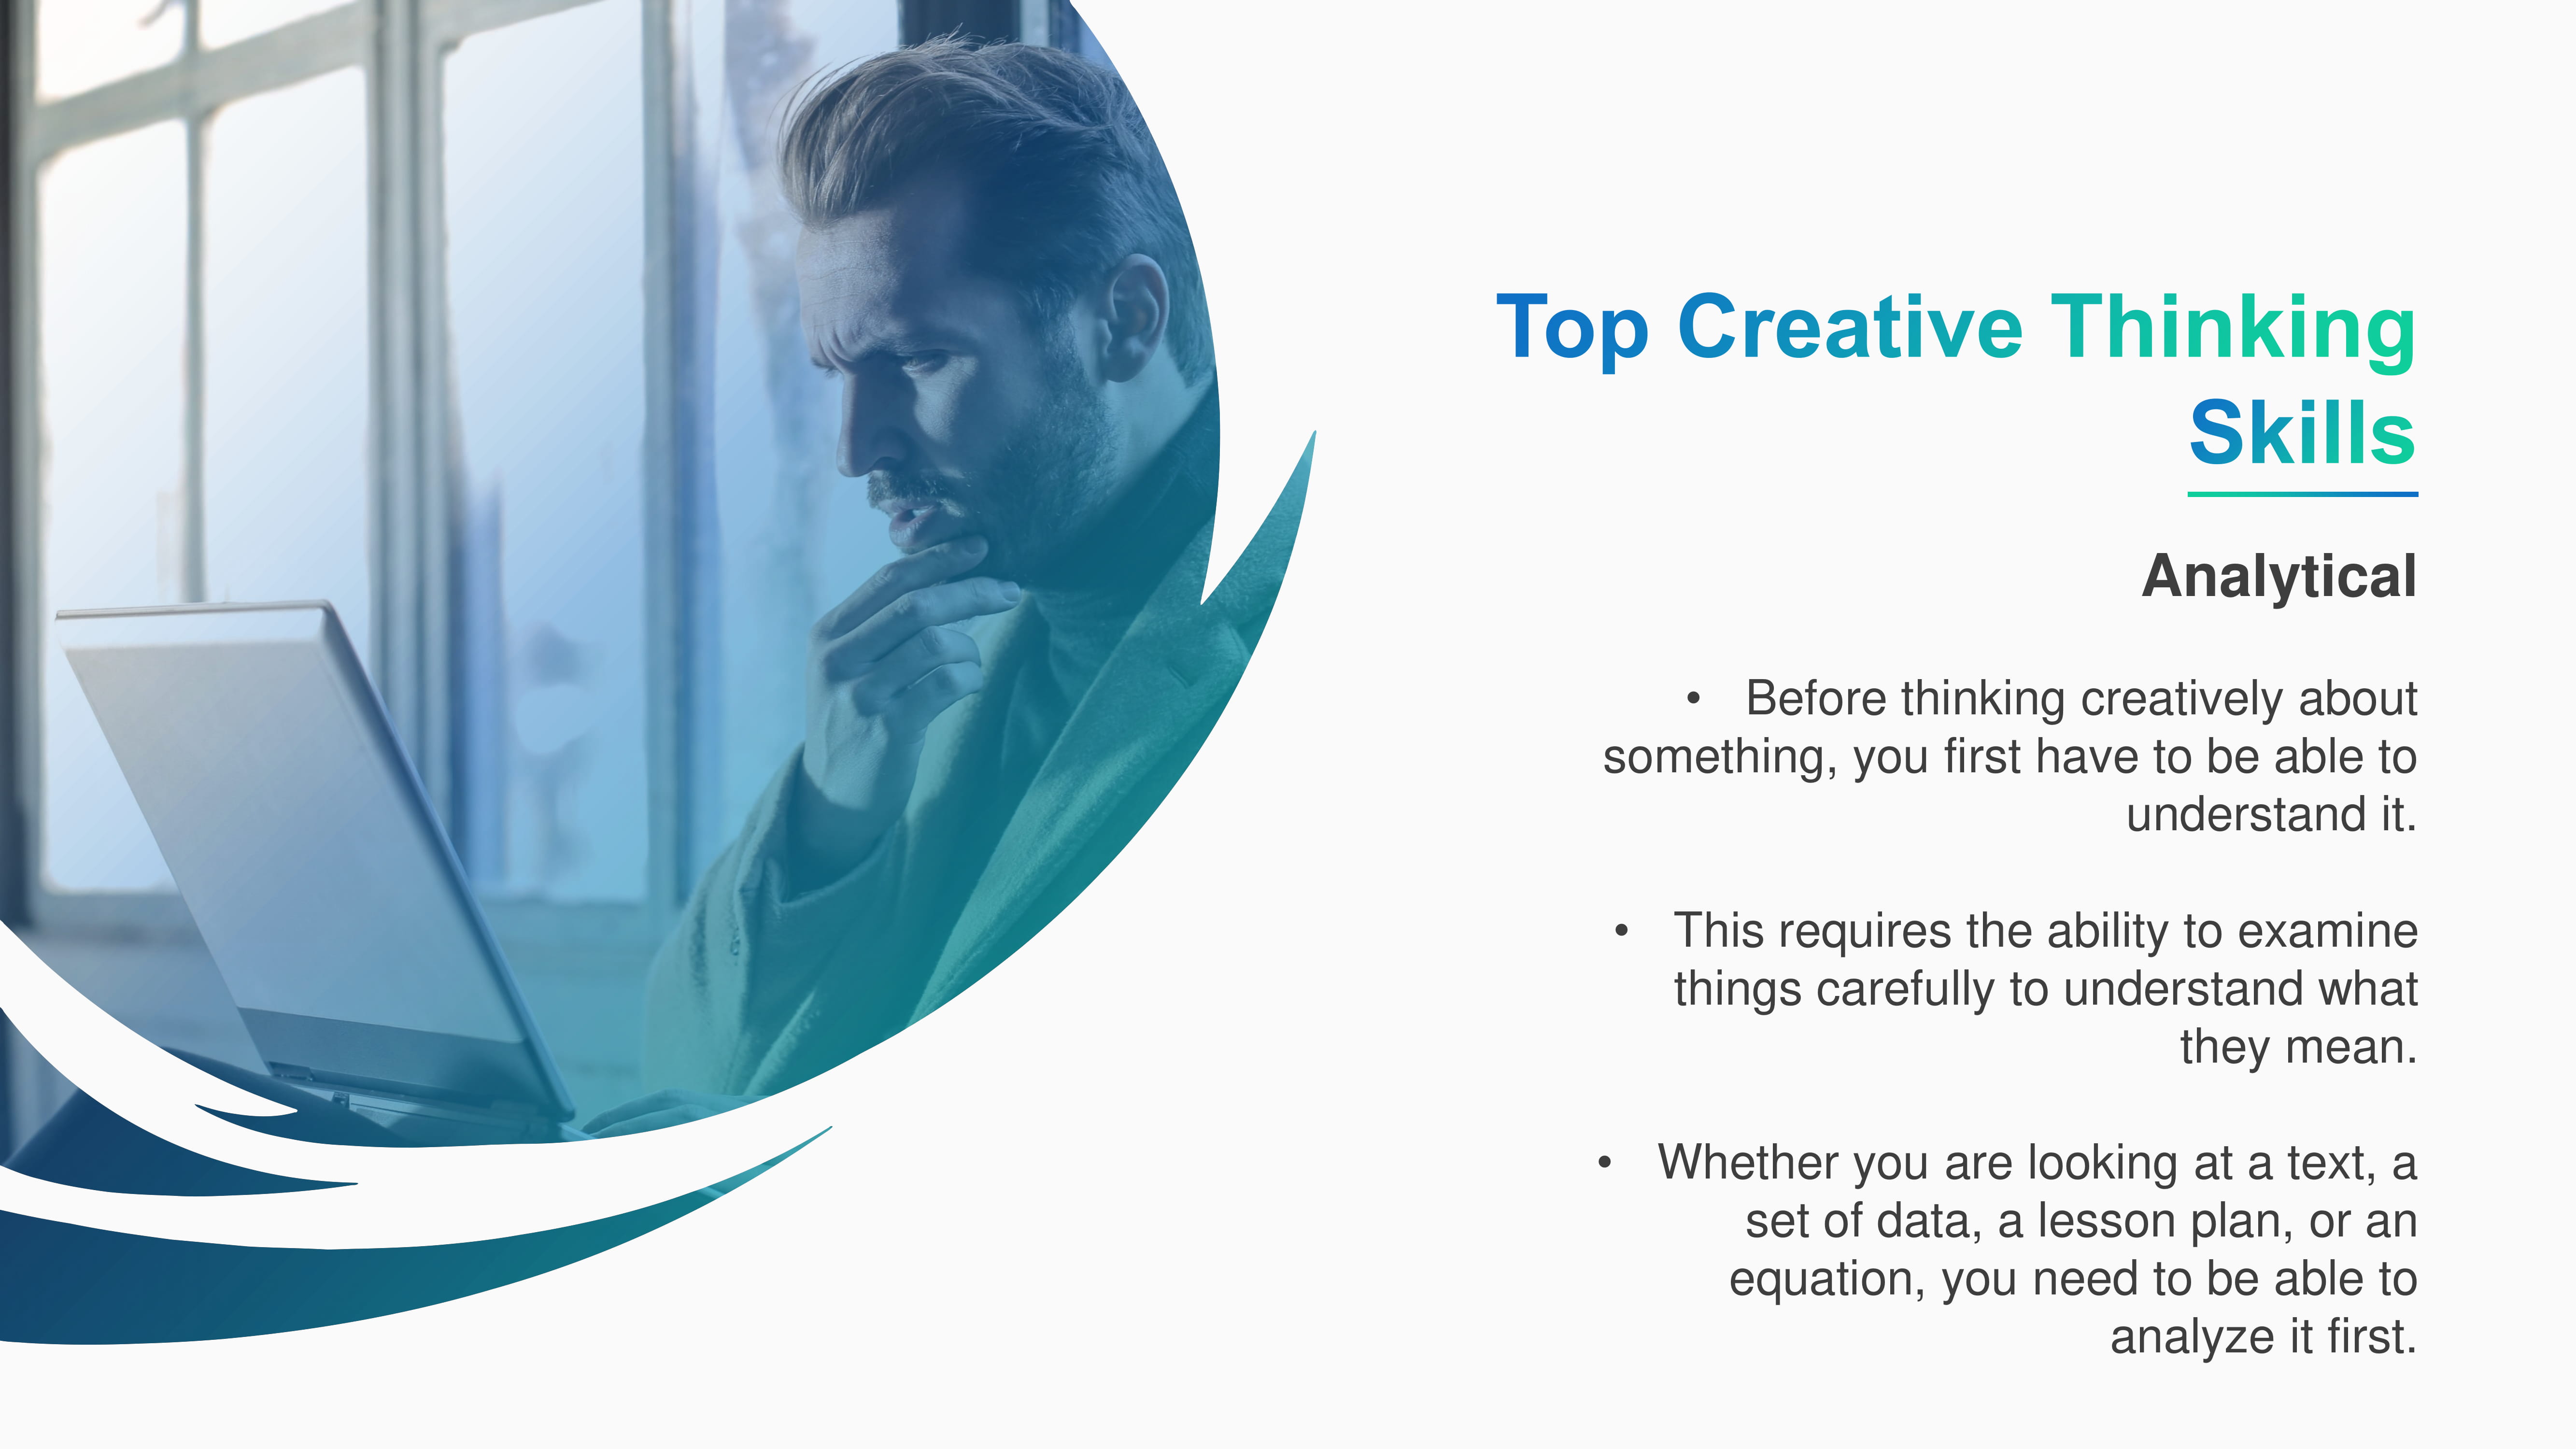 Top Creative Thinking
Skills
Analytical
• Before thinking creatively about
something, you first have to be able to
understand it.
• This requires the ability to examine
things carefully to understand what
they mean.
• Whether you are looking at a text, a
set of data, a lesson plan, or an
equation, you need to be able to
analyze it first.